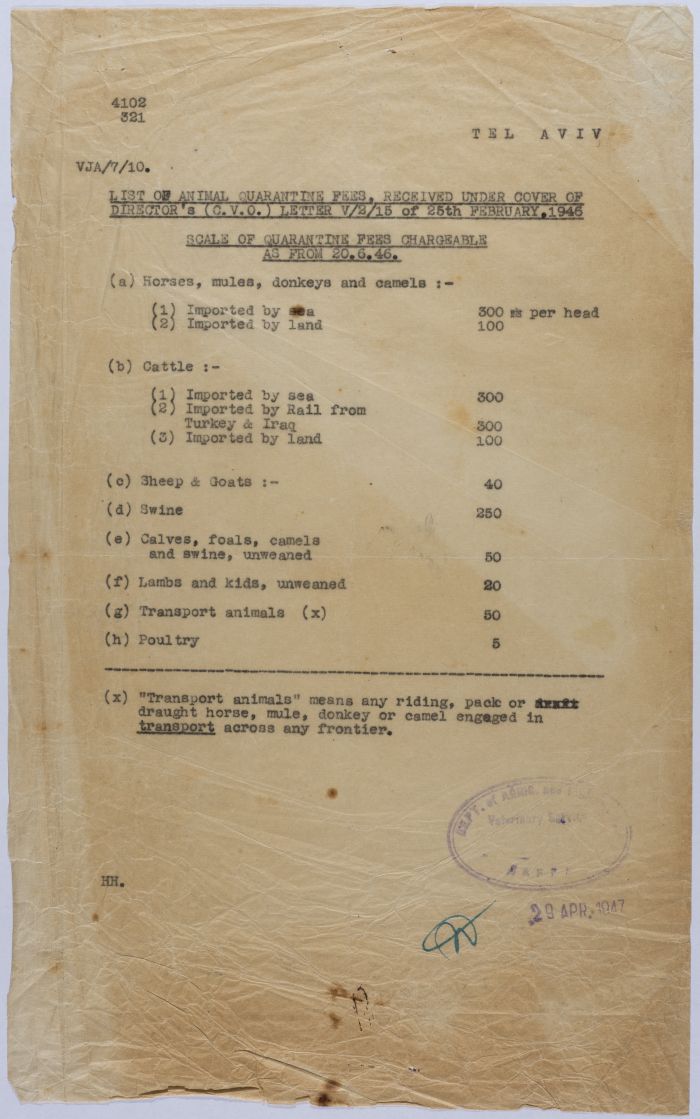 4102
321
TEL AVIV
VJA/7/10.
LIST OF ANIMAL QUARANTINE FEES, RECEIVED UNDER COVER OF
DIRECTOR's (C.V.O.) LETTER V/2/15 of 25th FEBRUARY, 1946
SCALE OF QUARANTINE FEES CHARGEABLE
AS FROM 20.6.46.
(a) Horses, mules, donkeys and camels :-
(1) Imported by sea 300 per head
(2) Imported by land 100
(b) Cattle :-
(1) Imported by sea 300
(2) Imported by Rail from
Turkey & Iraq 300
(3) Imported by land 100
(c) Sheep & Goats :- 40
(d) Swine 250
(e) Calves, foals, camels
and swine, unweaned 50
(f) Lambs and kids, unweaned 20
(g) Transport animals (x) 50
(h) Poultry 5
(x) "Transport animals" means any riding, pack or
draught horse, mule, donkey or camel engaged in
transport across any frontier.
DEPT. of AGRIC. and
Veterinary
HH.
29 APR. 1947